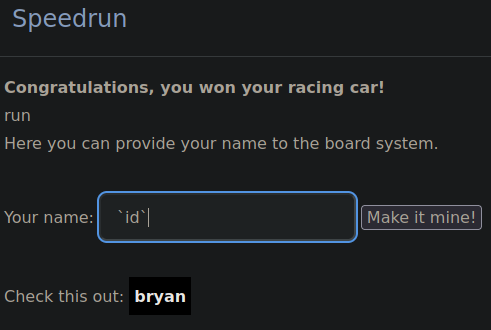 Speedrun
Congratulations, you won your racing car!
run
Here you can provide your name to the board system.
Your name: `id` Make it mine!
Check this out: bryan